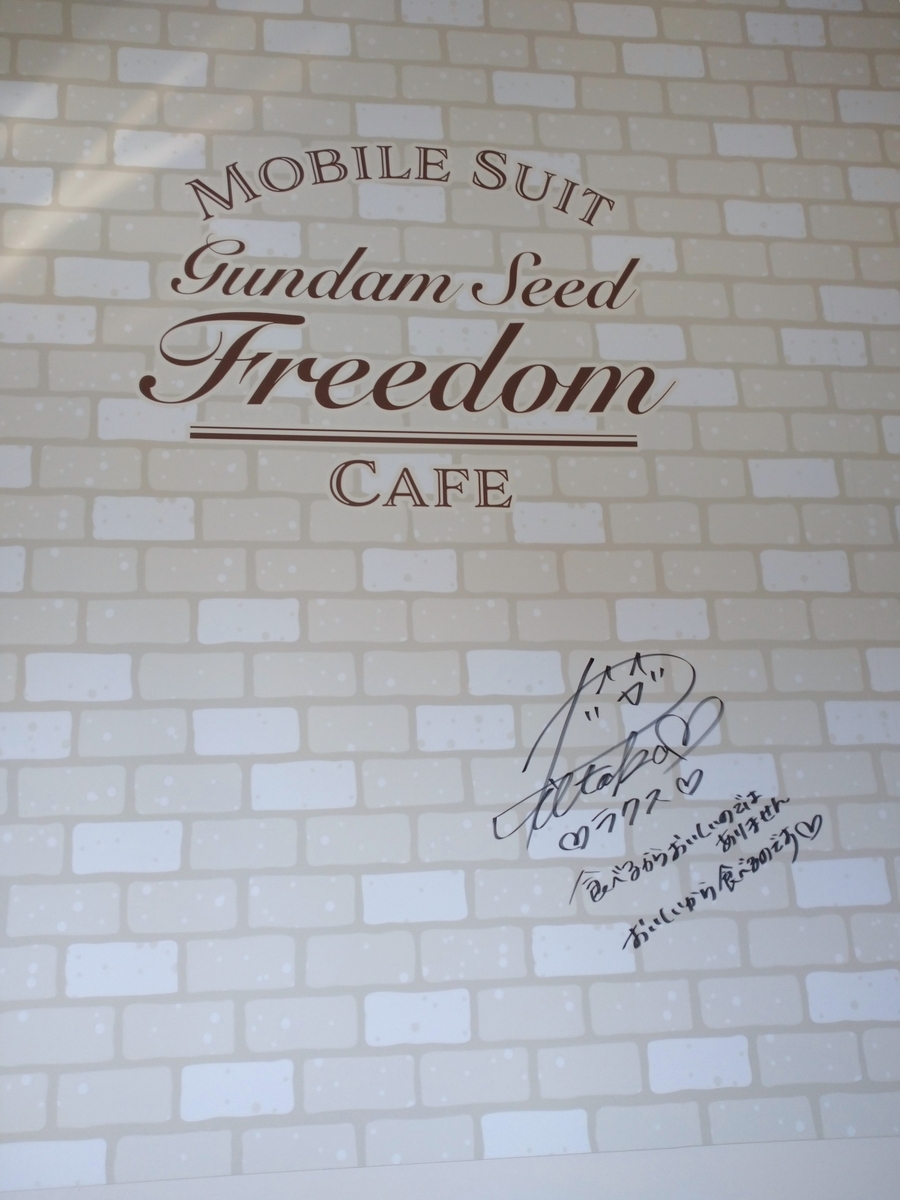 MOBILE SUIT
Gundam Seed
Freedom
CAFE
♡ラクス♡
食べるからおいしいのでは
ありません
おいしいから食べるのです♡